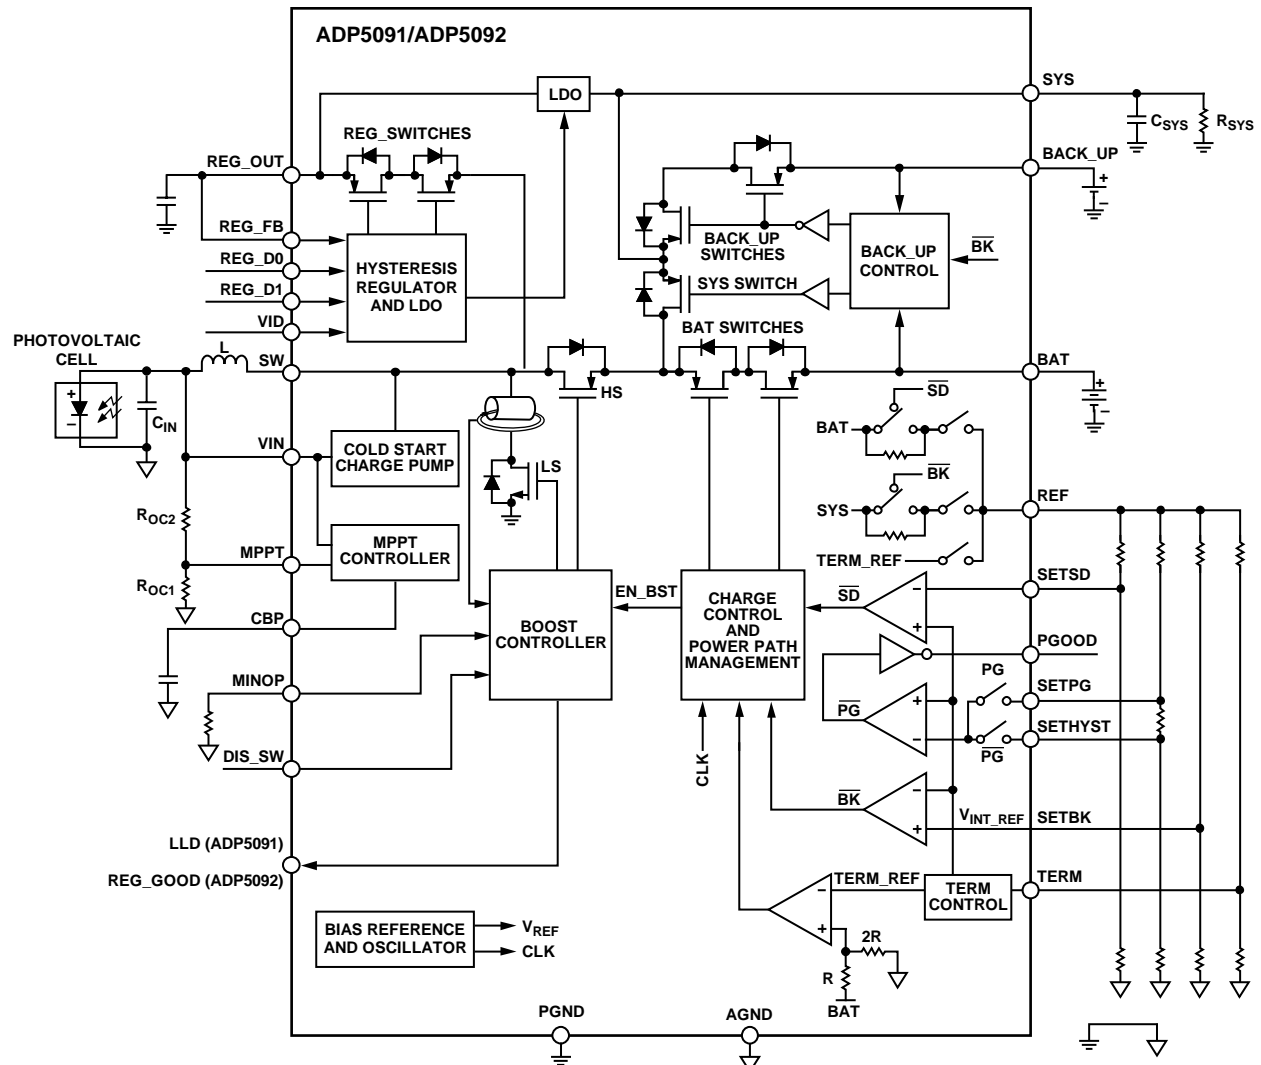 ADP5091/ADP5092
LDO
SYS
REG_SWITCHES
CSYS
RSYS
REG_OUT
BACK_UP
+
–
REG_FB
BACK_UP
SWITCHES
BACK_UP
CONTROL
BK
REG_D0
HYSTERESIS
REGULATOR
AND LDO
SYS SWITCH
REG_D1
VID
BAT SWITCHES
PHOTOVOLTAIC
CELL
L
SW
BAT
+
–
+
–
CIN
HS
SD
BAT
VIN
COLD START
CHARGE PUMP
LS
BK
REF
SYS
ROC2
MPPT
CONTROLLER
MPPT
TERM_REF
ROC1
SETSD
EN_BST
SD
–
+
CBP
BOOST
CONTROLLER
CHARGE
CONTROL
AND
POWER PATH
MANAGEMENT
PGOOD
MINOP
PG
SETPG
PG
+
–
SETHYST
PG
DIS_SW
CLK
BK
–
+
VINT_REF
SETBK
LLD (ADP5091)
REG_GOOD (ADP5092)
TERM_REF
TERM
CONTROL
TERM
–
+
BIAS REFERENCE
AND OSCILLATOR
VREF
CLK
2R
R
BAT
PGND
AGND